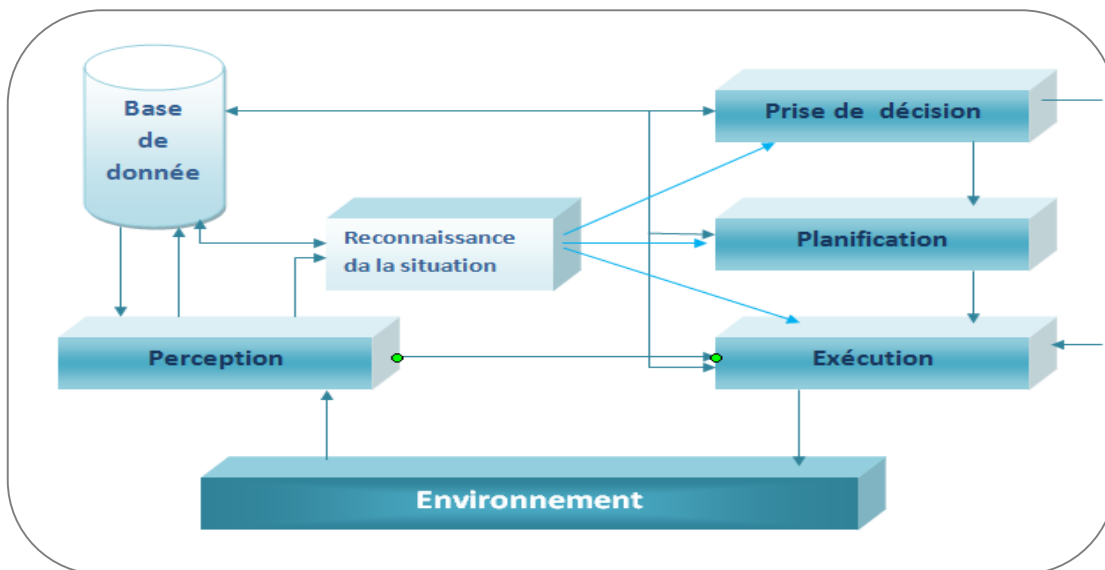 Base
de
donnée
Prise de décision
Reconnaissance
da la situation
Planification
Perception
Exécution
Environnement